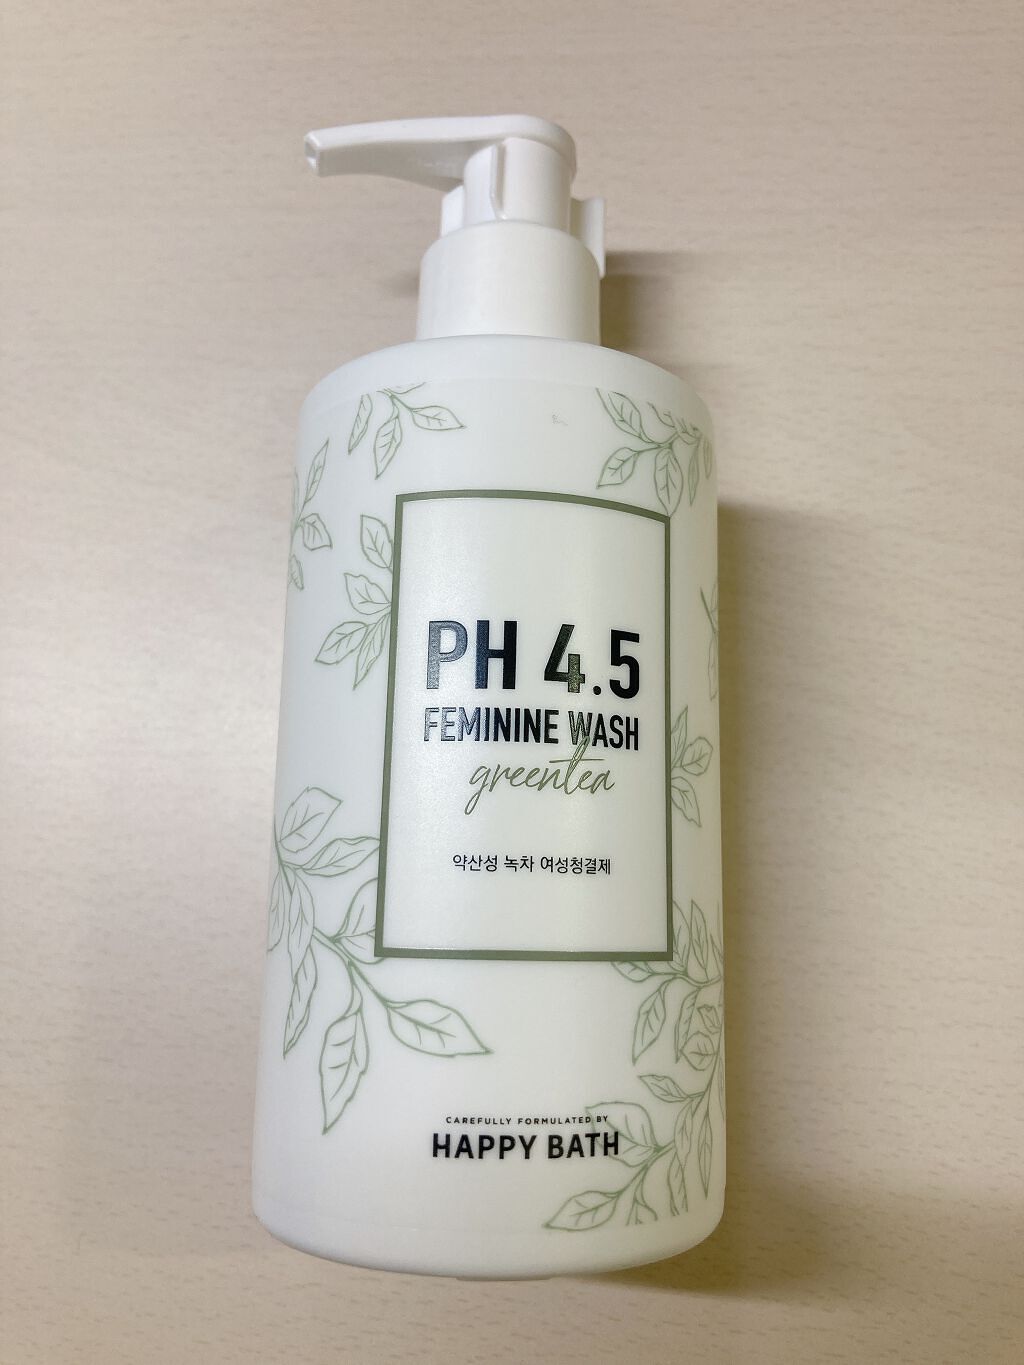 PH 4.5
FEMININE WASH
greentea
약산성 녹차 여성청결제
CAREFULLY FORMULATED BY
HAPPY BATH